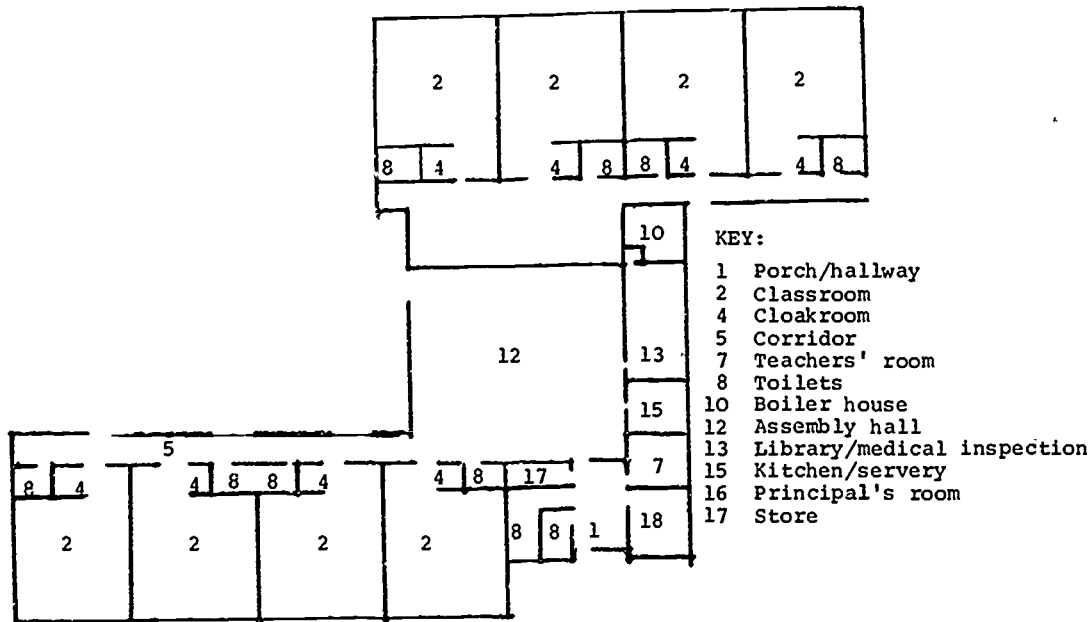 2 2 2 2
8 4 4 8 8 4 4 8
10
KEY:
1 Porch/hallway
2 Classroom
4 Cloakroom
5 Corridor
7 Teachers' room
8 Toilets
10 Boiler house
12 Assembly hall
13 Library/medical inspection
15 Kitchen/servery
16 Principal's room
17 Store
12 13
15
5
8 4 4 8 8 4 4 8 17 7
2 2 2 2 8 8 1 18